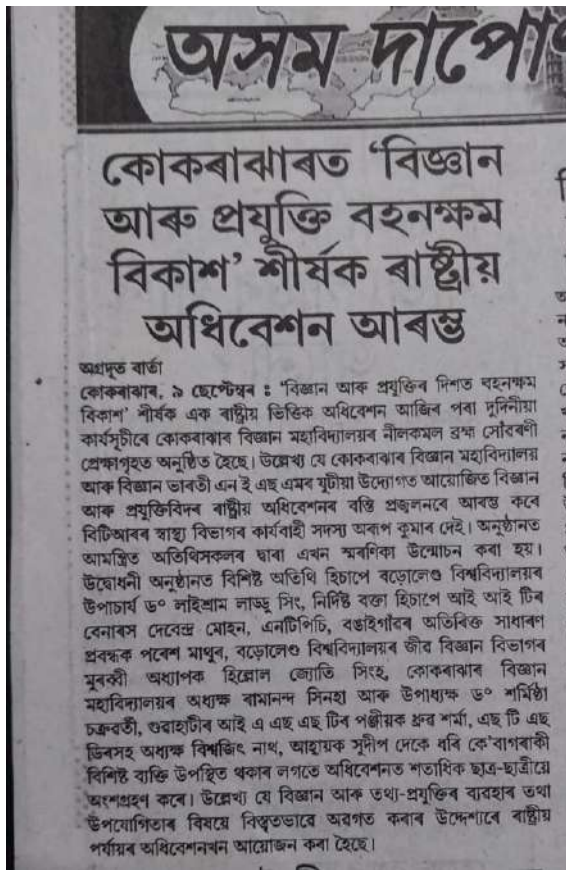 অসম দাপোণ
কোকৰাঝাৰত ‘বিজ্ঞান
আৰু প্ৰযুক্তি বহনক্ষম
বিকাশ’ শীৰ্ষক ৰাষ্ট্ৰীয়
অধিবেশন আৰম্ভ
অগ্ৰদূত বাৰ্তা
কোকৰাঝাৰ, ৯ ছেপ্টেম্বৰ : ‘বিজ্ঞান আৰু প্ৰযুক্তিৰ দিশত বহনক্ষম
বিকাশ’ শীৰ্ষক এক ৰাষ্ট্ৰীয় ভিত্তিক অধিবেশন আজিৰ পৰা দুদিনীয়া
কাৰ্যসূচীৰে কোকৰাঝাৰ বিজ্ঞান মহাবিদ্যালয়ৰ নীলকমল ব্ৰহ্ম সোঁৱৰণী
প্ৰেক্ষাগৃহত অনুষ্ঠিত হৈছে। উল্লেখ্য যে কোকৰাঝাৰ বিজ্ঞান মহাবিদ্যালয়
আৰু বিজ্ঞান ভাৰতী এন ই এছ এমৰ যুটীয়া উদ্যোগত আয়োজিত বিজ্ঞান
আৰু প্ৰযুক্তিবিদৰ ৰাষ্ট্ৰীয় অধিবেশনৰ বন্তি প্ৰজ্বলনৰে আৰম্ভ কৰে
বিটিআৰৰ স্বাস্থ্য বিভাগৰ কাৰ্যবাহী সদস্য অৰূপ কুমাৰ দেই। অনুষ্ঠানত
আমন্ত্ৰিত অতিথিসকলৰ দ্বাৰা এখন স্মৰণিকা উন্মোচন কৰা হয়।
উদ্বোধনী অনুষ্ঠানত বিশিষ্ট অতিথি হিচাপে বড়োলেণ্ড বিশ্ববিদ্যালয়ৰ
উপাচাৰ্য ড° লাইশ্ৰাম লাড্ডু সিং, নিৰ্দিষ্ট বক্তা হিচাপে আই আই টিৰ
বেনাৰস দেবেন্দ্ৰ মোহন, এনটিপিচি, বঙাইগাঁৱৰ অতিৰিক্ত সাধাৰণ
প্ৰবন্ধক পৰেশ মাথুৰ, বড়োলেণ্ড বিশ্ববিদ্যালয়ৰ জীৱ বিজ্ঞান বিভাগৰ
মুৰব্বী অধ্যাপক হিল্লোল জ্যোতি সিংহ, কোকৰাঝাৰ বিজ্ঞান
মহাবিদ্যালয়ৰ অধ্যক্ষ ৰামানন্দ সিনহা আৰু উপাধ্যক্ষ ড° শৰ্মিষ্ঠা
চক্ৰৱৰ্তী, গুৱাহাটীৰ আই এ এছ এছ টিৰ পঞ্জীয়ক ধ্ৰুৱ শৰ্মা, এছ টি এছ
ভিৰসহ অধ্যক্ষ বিশ্বজিৎ নাথ, আহ্বায়ক সুদীপ দেকে ধৰি কে’বাগৰাকী
বিশিষ্ট ব্যক্তি উপস্থিত থকাৰ লগতে অধিবেশনত শতাধিক ছাত্ৰ-ছাত্ৰীয়ে
অংশগ্ৰহণ কৰে। উল্লেখ্য যে বিজ্ঞান আৰু তথ্য-প্ৰযুক্তিৰ ব্যৱহাৰ তথা
উপযোগিতাৰ বিষয়ে বিস্তৃতভাৱে অৱগত কৰাৰ উদ্দেশ্যৰে ৰাষ্ট্ৰীয়
পৰ্যায়ৰ অধিবেশনখন আয়োজন কৰা হৈছে।